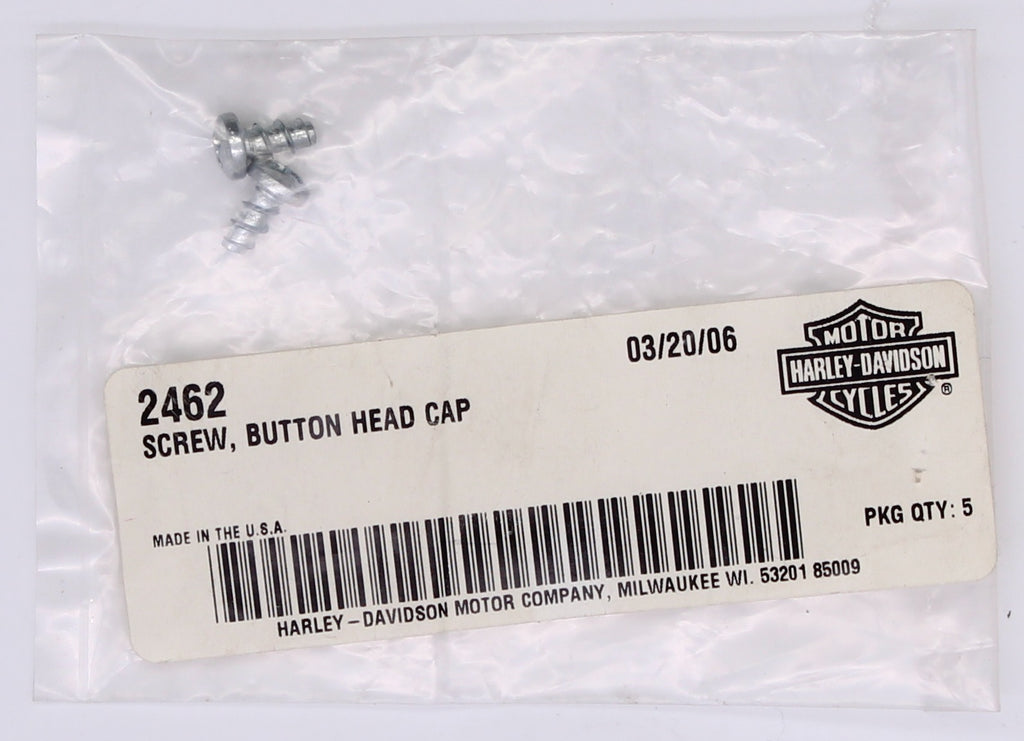 03/20/06
MOTOR
HARLEY-DAVIDSON
CYCLES
®
2462
SCREW, BUTTON HEAD CAP
MADE IN THE U.S.A.
PKG QTY: 5
HARLEY-DAVIDSON MOTOR COMPANY, MILWAUKEE WI. 53201 85009